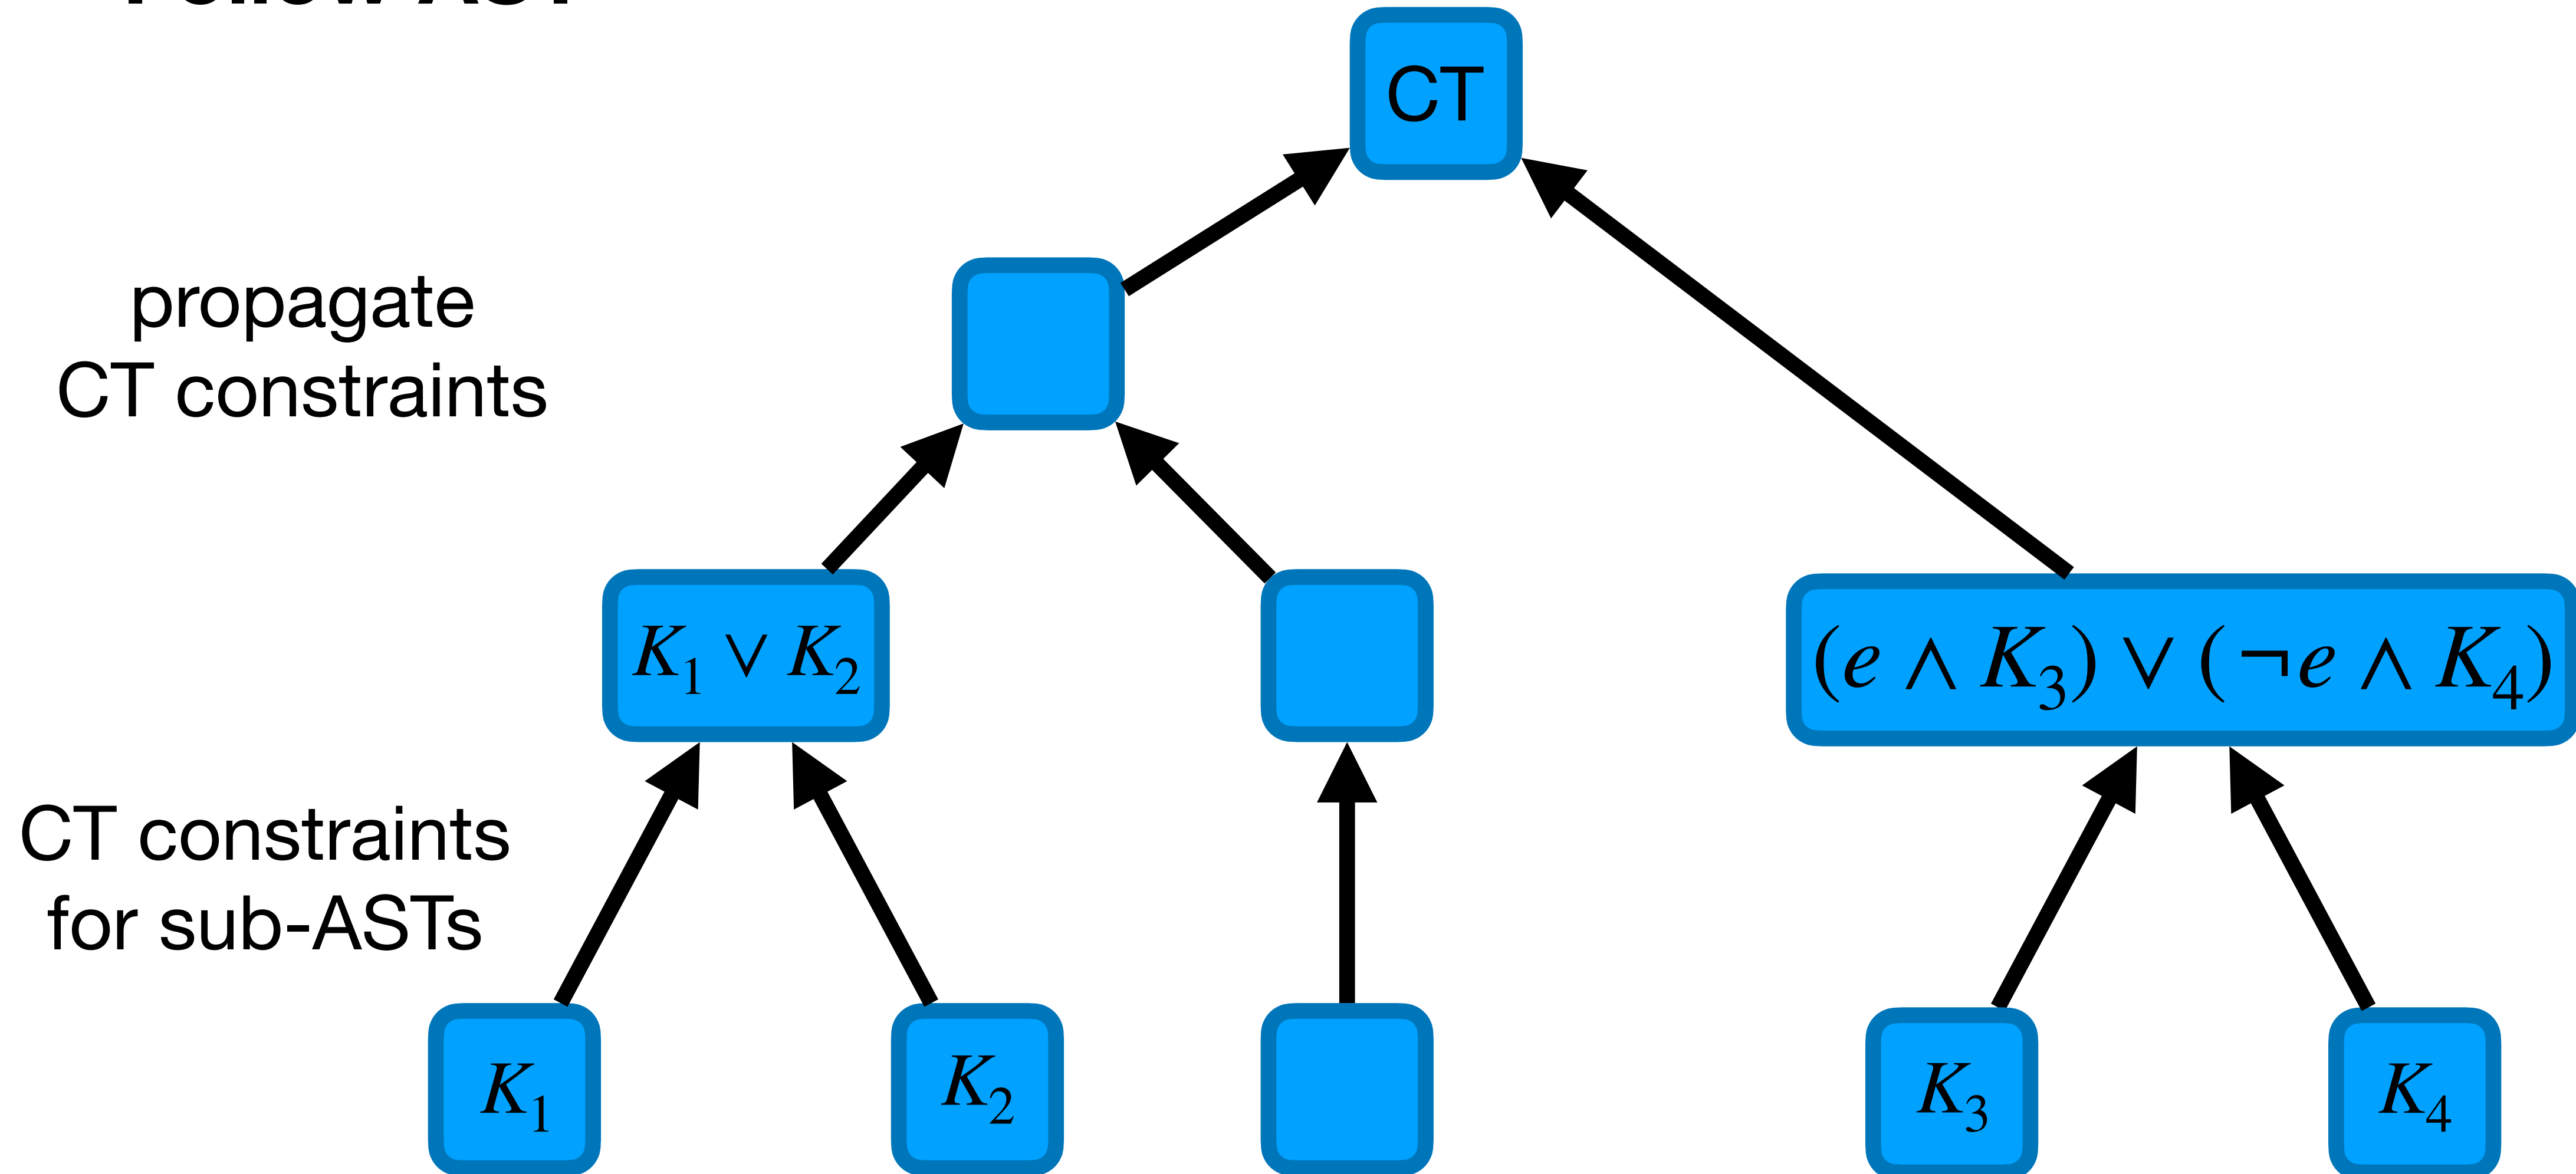 CT
propagate
CT constraints
K₁ ∨ K₂
(e ∧ K₃) ∨ (¬e ∧ K₄)
CT constraints
for sub-ASTs
K₁
K₂
K₃
K₄